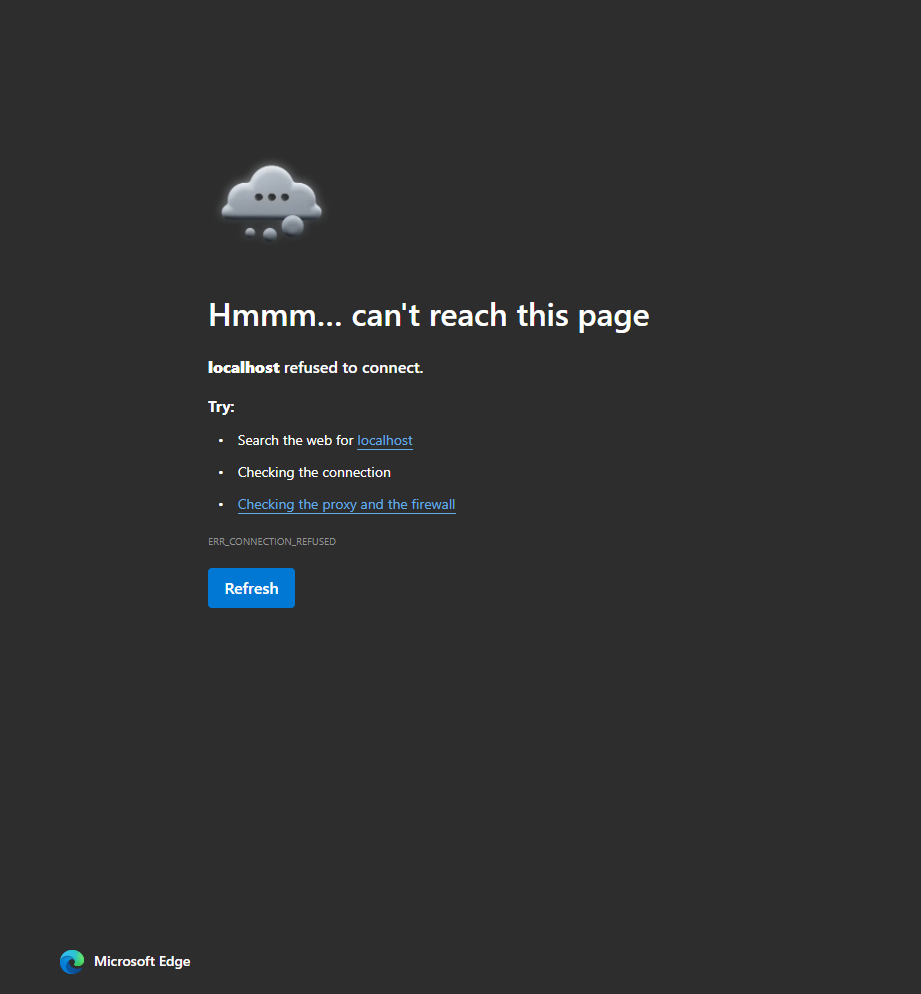 Hmmm... can't reach this page
localhost refused to connect.
Try:
• Search the web for localhost
• Checking the connection
• Checking the proxy and the firewall
ERR_CONNECTION_REFUSED
Refresh
Microsoft Edge